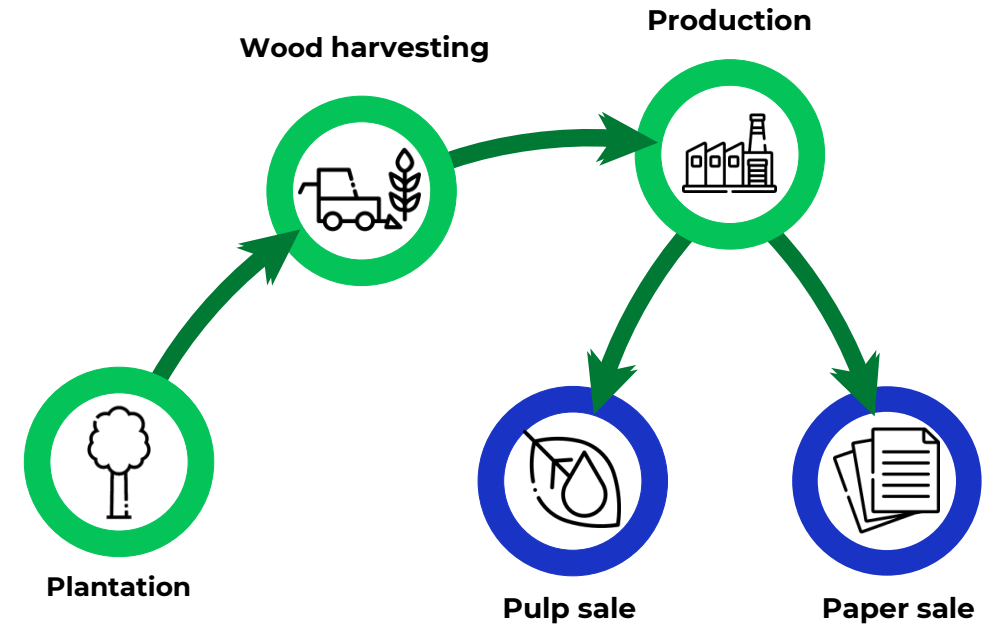 Production
Wood harvesting
Plantation
Pulp sale
Paper sale